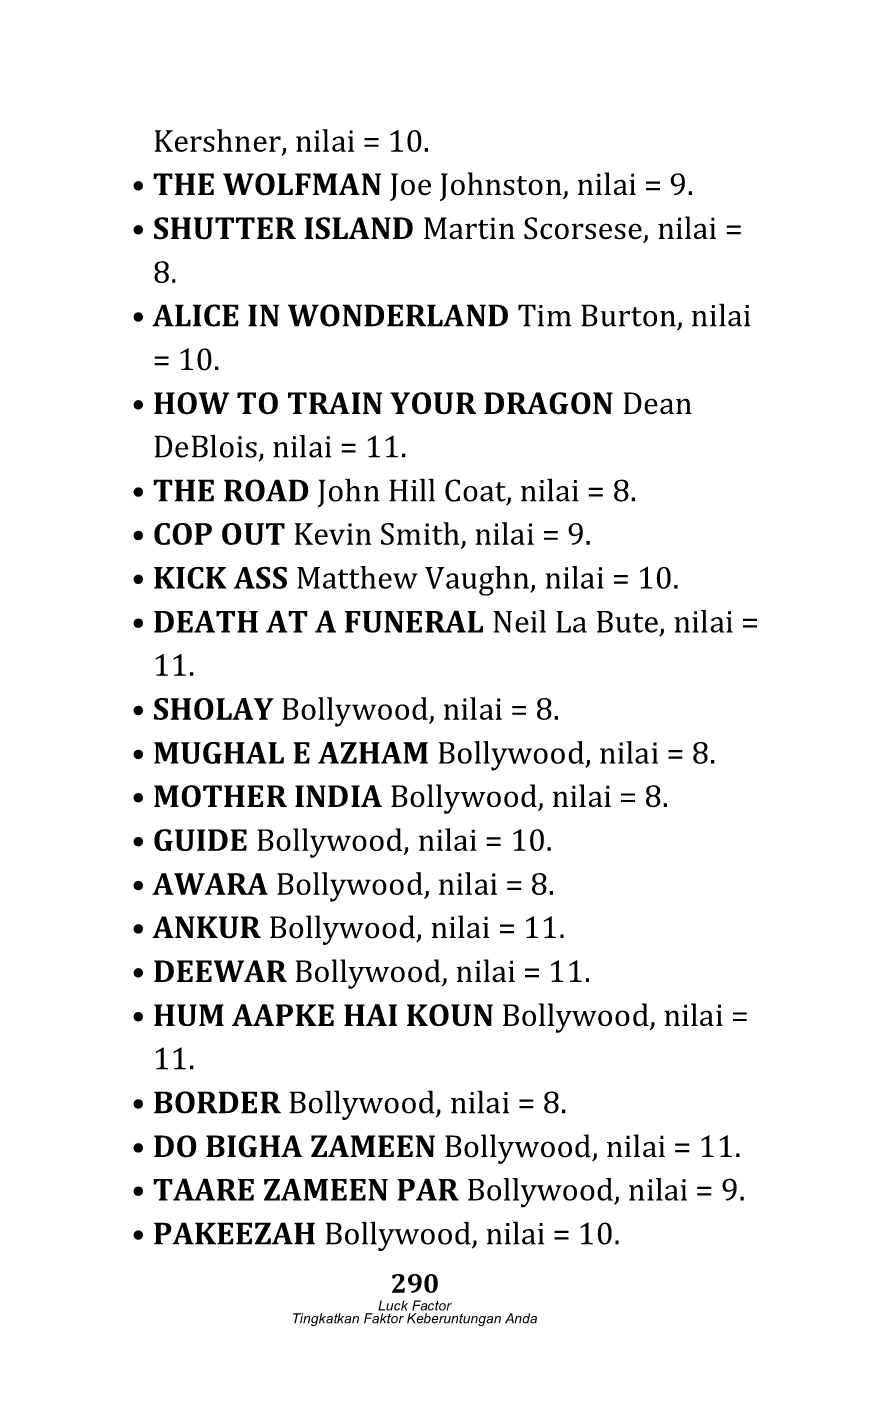 Kershner, nilai = 10.
• THE WOLFMAN Joe Johnston, nilai = 9.
• SHUTTER ISLAND Martin Scorsese, nilai =
8.
• ALICE IN WONDERLAND Tim Burton, nilai
= 10.
• HOW TO TRAIN YOUR DRAGON Dean
DeBlois, nilai = 11.
• THE ROAD John Hill Coat, nilai = 8.
• COP OUT Kevin Smith, nilai = 9.
• KICK ASS Matthew Vaughn, nilai = 10.
• DEATH AT A FUNERAL Neil La Bute, nilai =
11.
• SHOLAY Bollywood, nilai = 8.
• MUGHAL E AZHAM Bollywood, nilai = 8.
• MOTHER INDIA Bollywood, nilai = 8.
• GUIDE Bollywood, nilai = 10.
• AWARA Bollywood, nilai = 8.
• ANKUR Bollywood, nilai = 11.
• DEEWAR Bollywood, nilai = 11.
• HUM AAPKE HAI KOUN Bollywood, nilai =
11.
• BORDER Bollywood, nilai = 8.
• DO BIGHA ZAMEEN Bollywood, nilai = 11.
• TAARE ZAMEEN PAR Bollywood, nilai = 9.
• PAKEEZAH Bollywood, nilai = 10.
290
Luck Factor
Tingkatkan Faktor Keberuntungan Anda